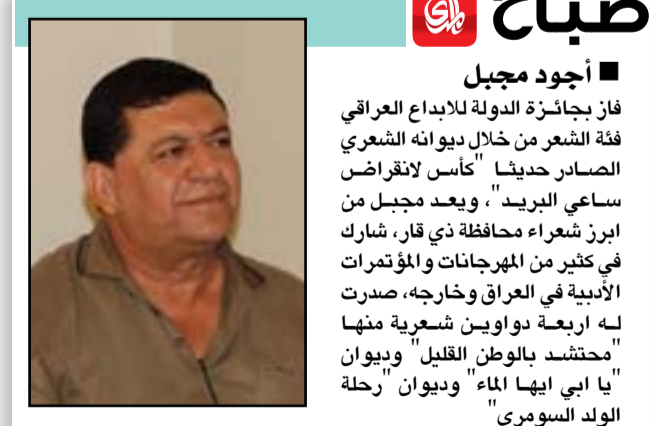 صباح
■ أجود مجبل
فاز بجائزة الدولة للابداع العراقي
فئة الشعر من خلال ديوانه الشعري
الصادر حديثا "كأس لانقراض
ساعي البريد"، ويعد مجبل من
ابرز شعراء محافظة ذي قار، شارك
في كثير من المهرجانات والمؤتمرات
الأدبية في العراق وخارجه، صدرت
له اربعة دواوين شعرية منها
"محتشد بالوطن القليل" وديوان
"يا ابي ايها الماء" وديوان "رحلة
الولد السومري"